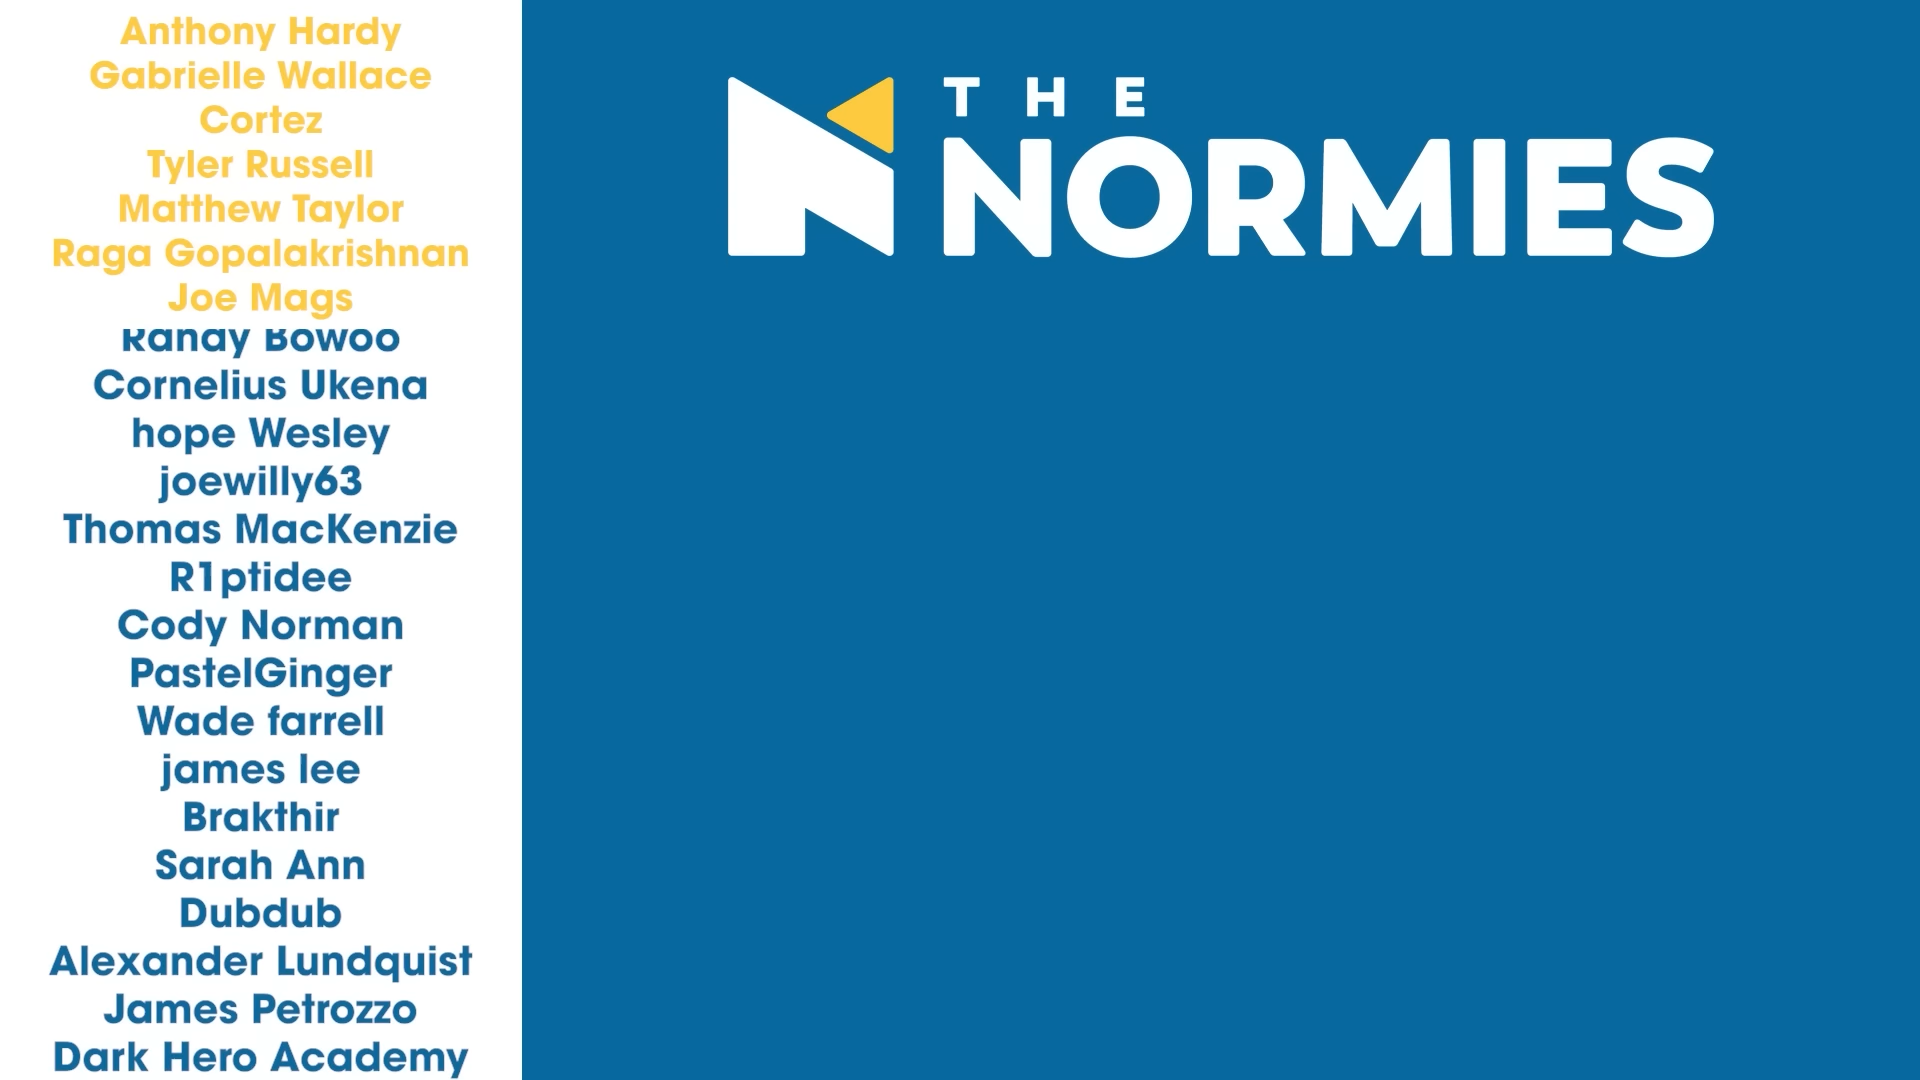 Anthony Hardy
Gabrielle Wallace
Cortez
Tyler Russell
Matthew Taylor
Raga Gopalakrishnan
Joe Mags
Randy Bowoo
Cornelius Ukena
hope Wesley
joewilly63
Thomas MacKenzie
R1ptidee
Cody Norman
PastelGinger
Wade farrell
james lee
Brakthir
Sarah Ann
Dubdub
Alexander Lundquist
James Petrozzo
Dark Hero Academy
THE
NORMIES